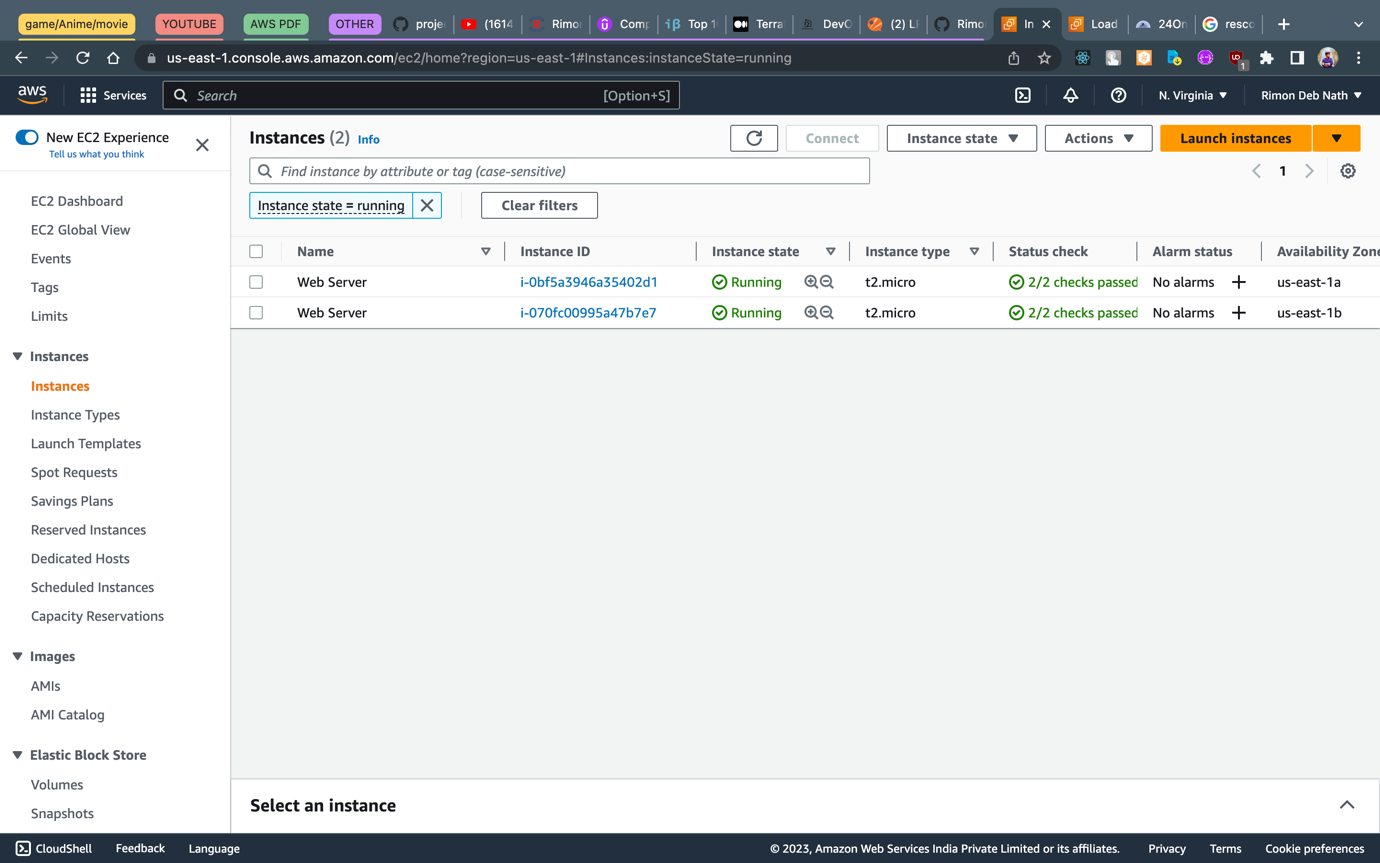 game/Anime/movie YOUTUBE AWS PDF OTHER proje (1614 Rimo Comp Top 1 Terra DevO (2) LI Rimo In Load 24On resco
us-east-1.console.aws.amazon.com/ec2/home?region=us-east-1#Instances:instanceState=running
aws Services Search [Option+S] N. Virginia Rimon Deb Nath
New EC2 Experience
Tell us what you think
EC2 Dashboard
EC2 Global View
Events
Tags
Limits
Instances
Instances
Instance Types
Launch Templates
Spot Requests
Savings Plans
Reserved Instances
Dedicated Hosts
Scheduled Instances
Capacity Reservations
Images
AMIs
AMI Catalog
Elastic Block Store
Volumes
Snapshots
Instances (2) Info Connect Instance state Actions Launch instances
Find instance by attribute or tag (case-sensitive) 1
Instance state = running Clear filters
Name Instance ID Instance state Instance type Status check Alarm status Availability Zone
Web Server i-0bf5a3946a35402d1 Running t2.micro 2/2 checks passed No alarms + us-east-1a
Web Server i-070fc00995a47b7e7 Running t2.micro 2/2 checks passed No alarms + us-east-1b
Select an instance
CloudShell Feedback Language © 2023, Amazon Web Services India Private Limited or its affiliates. Privacy Terms Cookie preferences